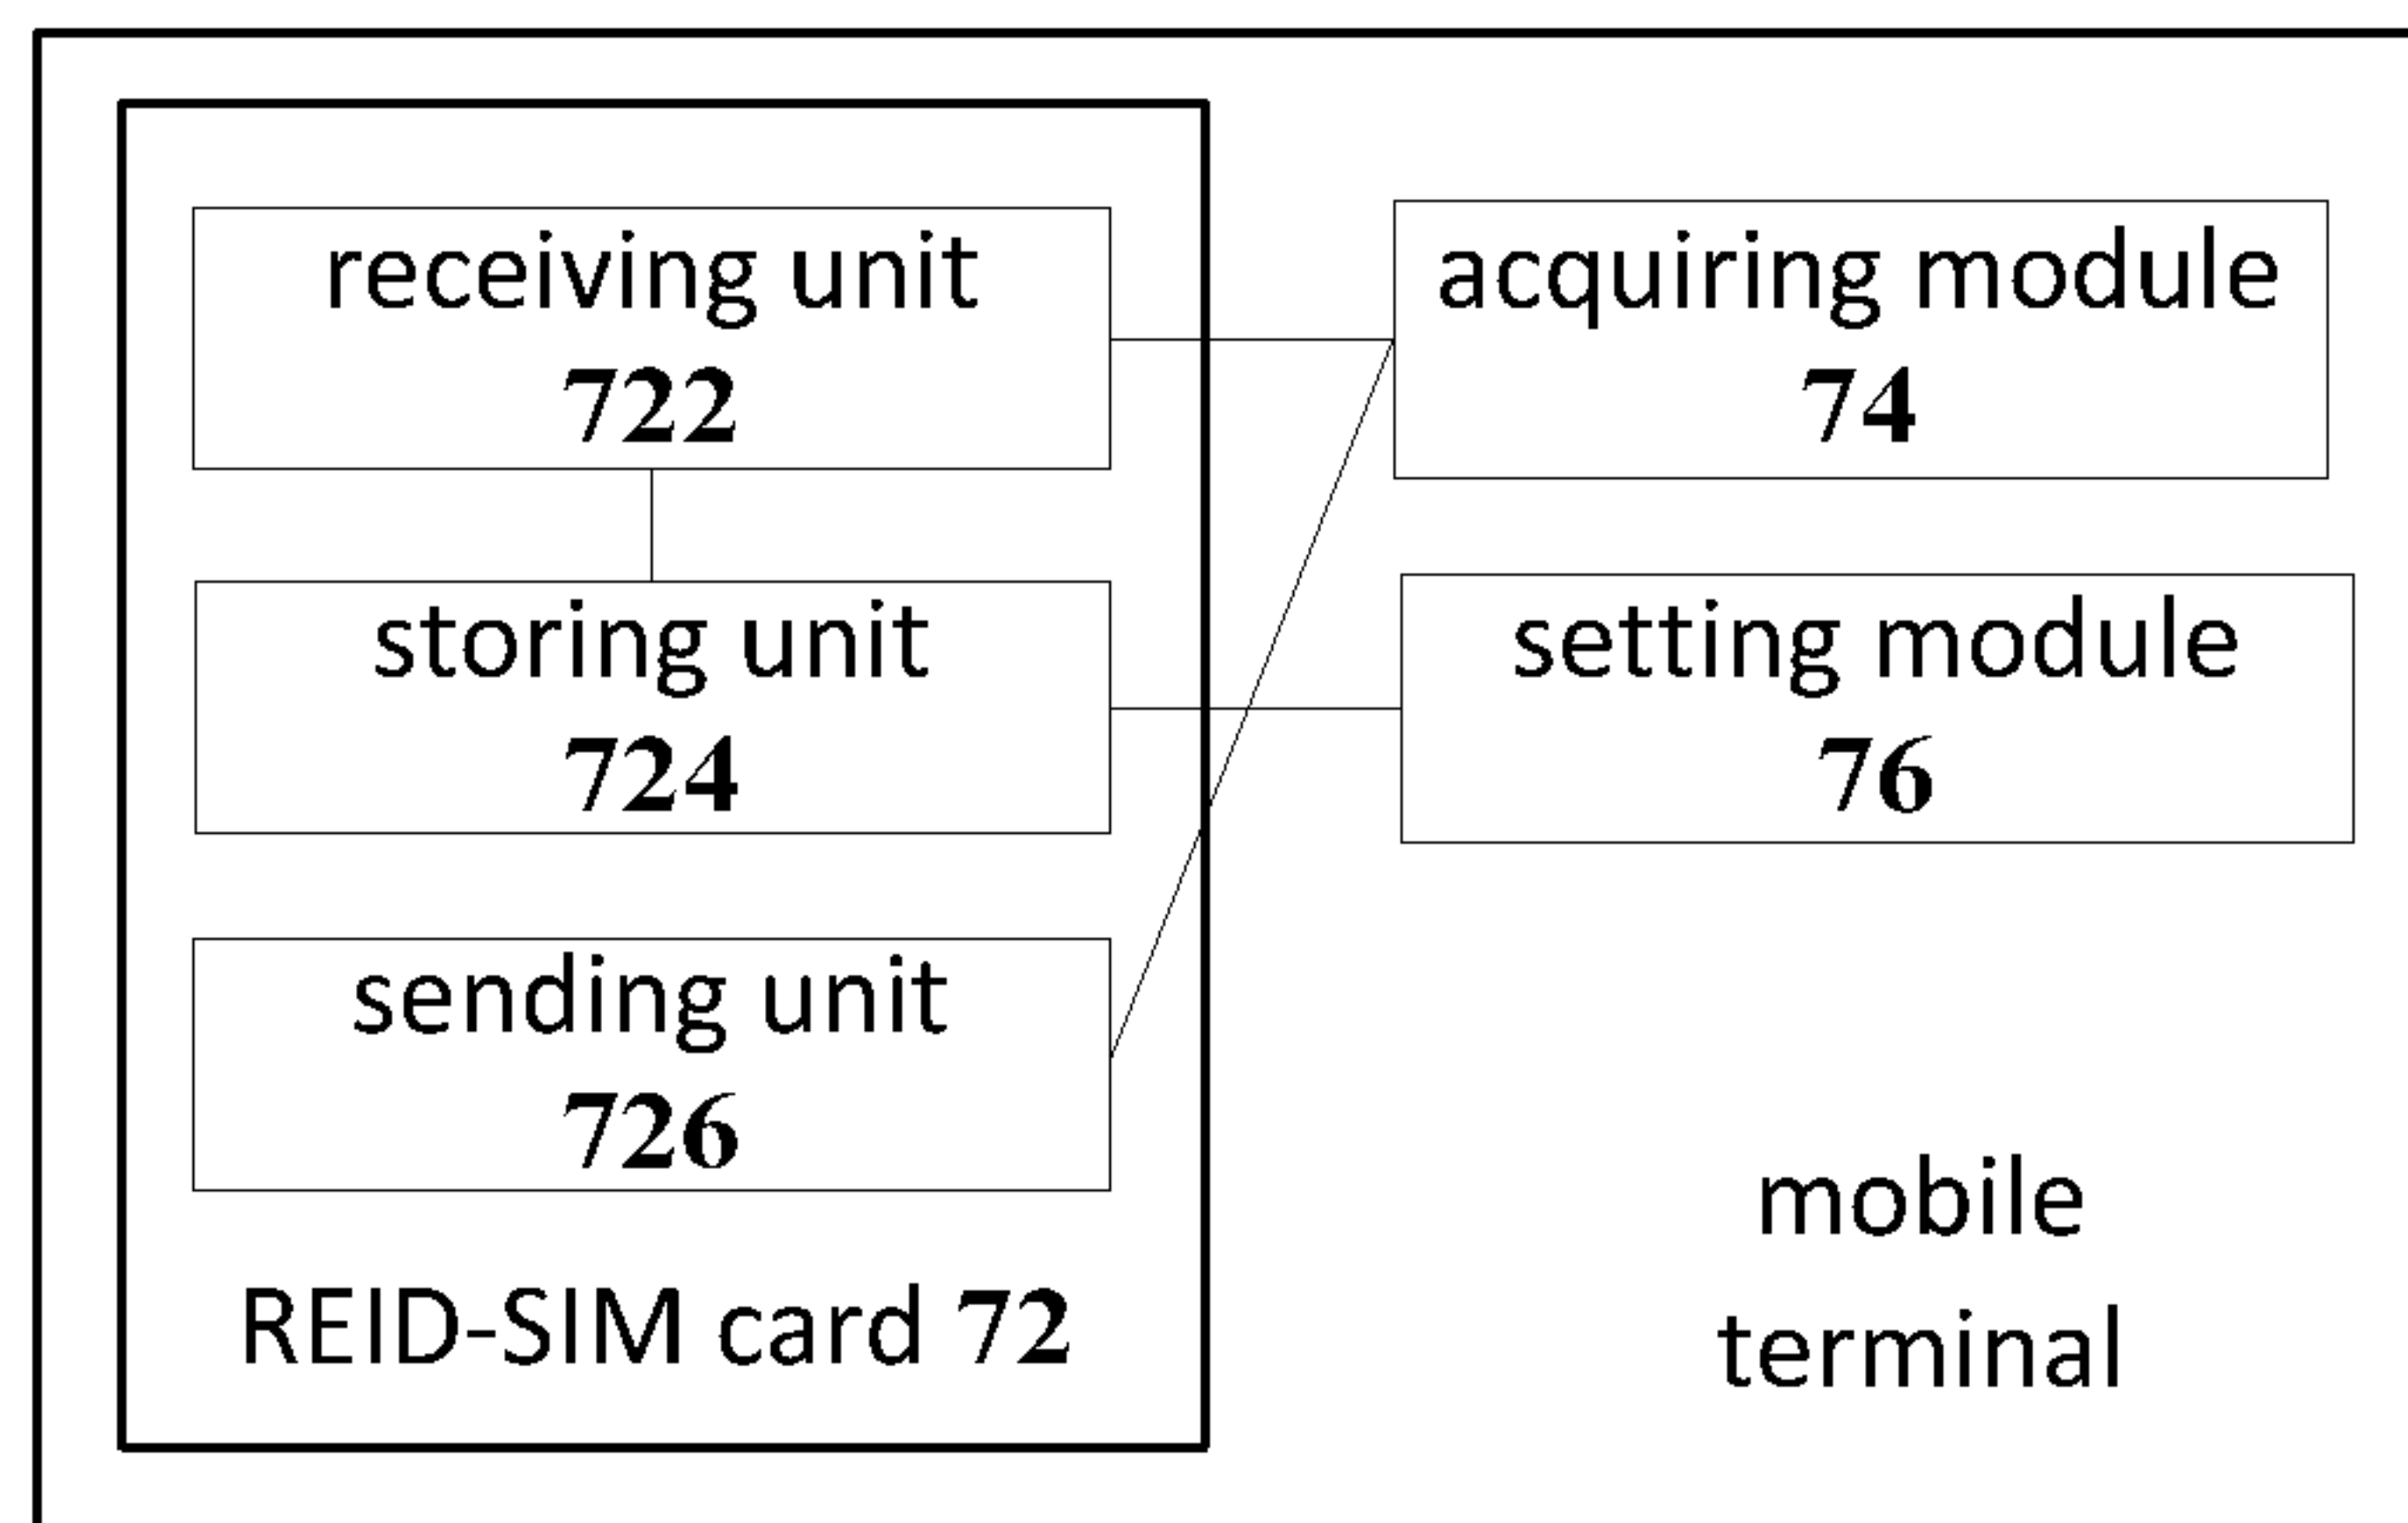 receiving unit
722
acquiring module
74
storing unit
724
setting module
76
sending unit
726
REID-SIM card 72
mobile
terminal